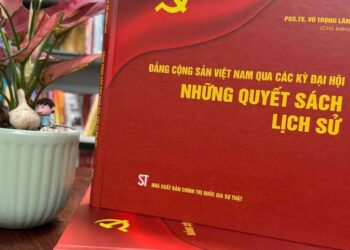 PGS.TS. VŨ TRỌNG LÂM
(Chủ biên)
ĐẢNG CỘNG SẢN VIỆT NAM QUA CÁC KỲ ĐẠI HỘI
NHỮNG QUYẾT SÁCH
LỊCH SỬ
ST
NHÀ XUẤT BẢN CHÍNH TRỊ QUỐC GIA SỰ THẬT